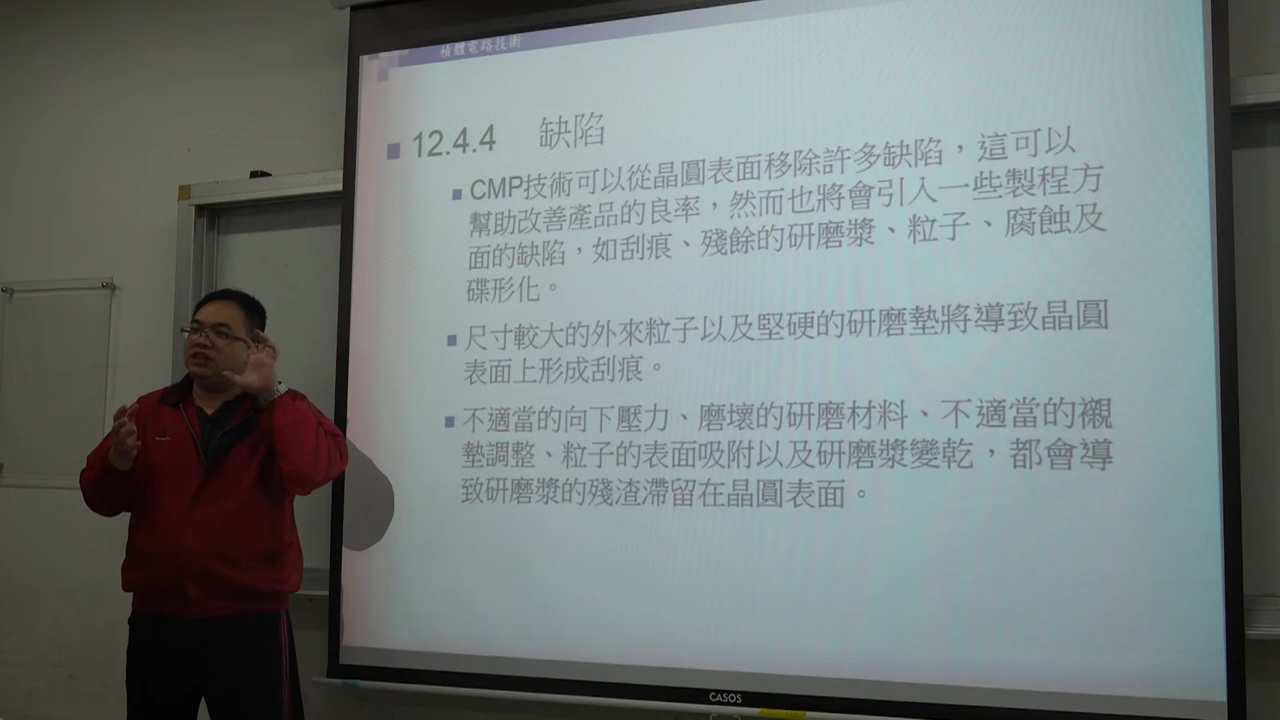 積體電路技術
12.4.4 缺陷
CMP技術可以從晶圓表面移除許多缺陷，這可以
幫助改善產品的良率，然而也將會引入一些製程方
面的缺陷，如刮痕、殘餘的研磨漿、粒子、腐蝕及
碟形化。
尺寸較大的外來粒子以及堅硬的研磨墊將導致晶圓
表面上形成刮痕。
不適當的向下壓力、磨壞的研磨材料、不適當的襯
墊調整、粒子的表面吸附以及研磨漿變乾，都會導
致研磨漿的殘渣滯留在晶圓表面。
CASOS